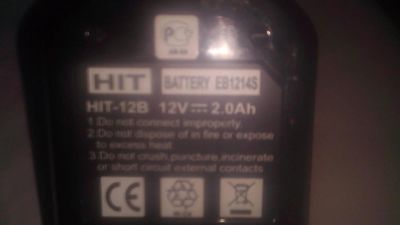 HIT BATTERY EB1214S
HIT-12B 12V 2.0Ah
1.Do not connect improperly.
2.Do not dispose of in fire or expose
to excess heat
3.Do not crush,puncture,incinerate
or short circuit external contacts
CE